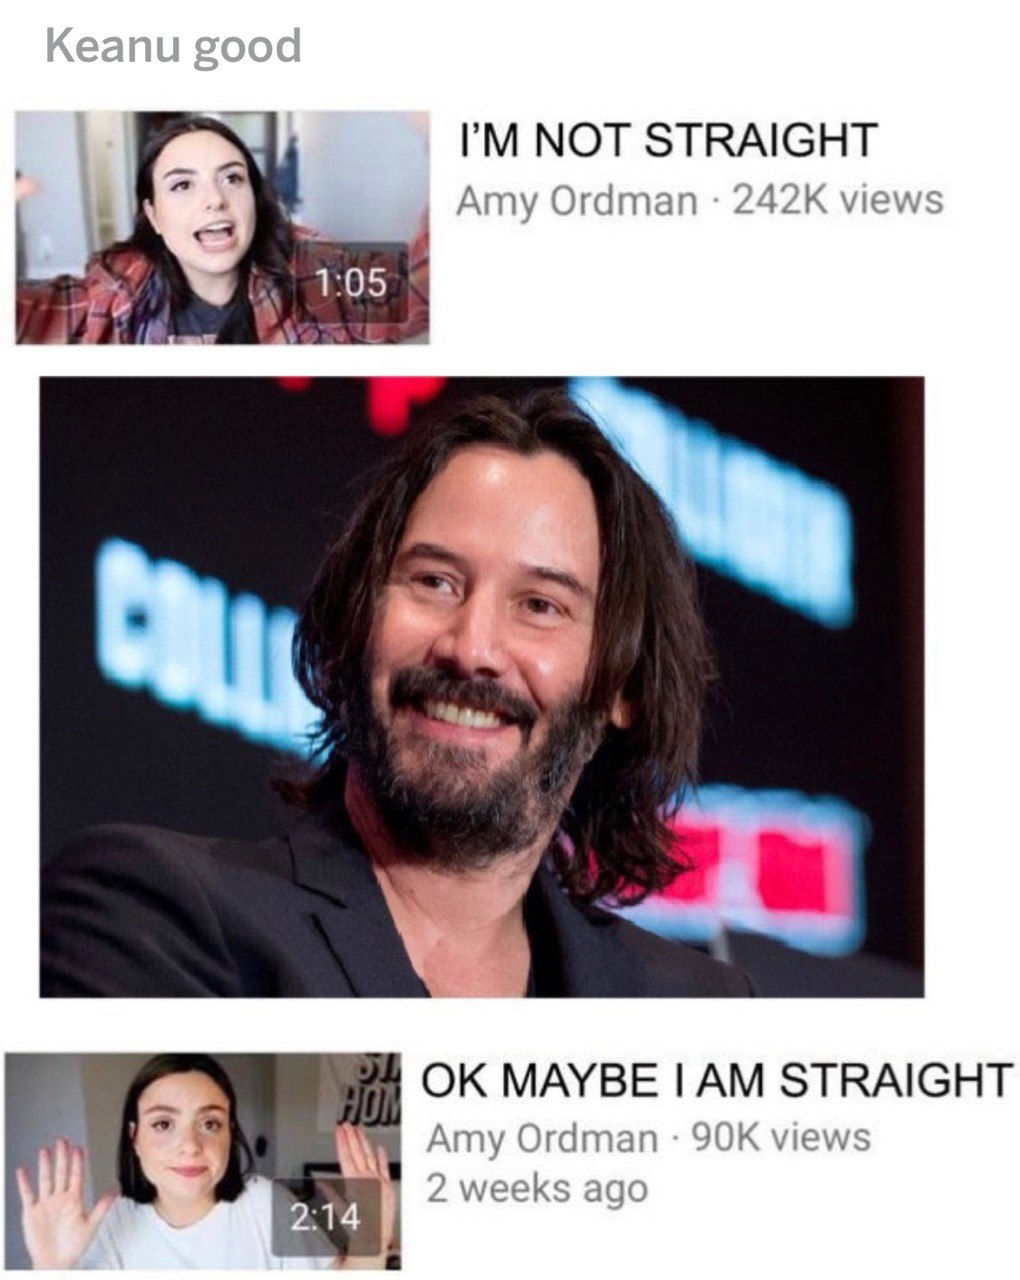 Keanu good
I'M NOT STRAIGHT
Amy Ordman · 242K views
1:05
OK MAYBE I AM STRAIGHT
Amy Ordman · 90K views
2 weeks ago
2:14